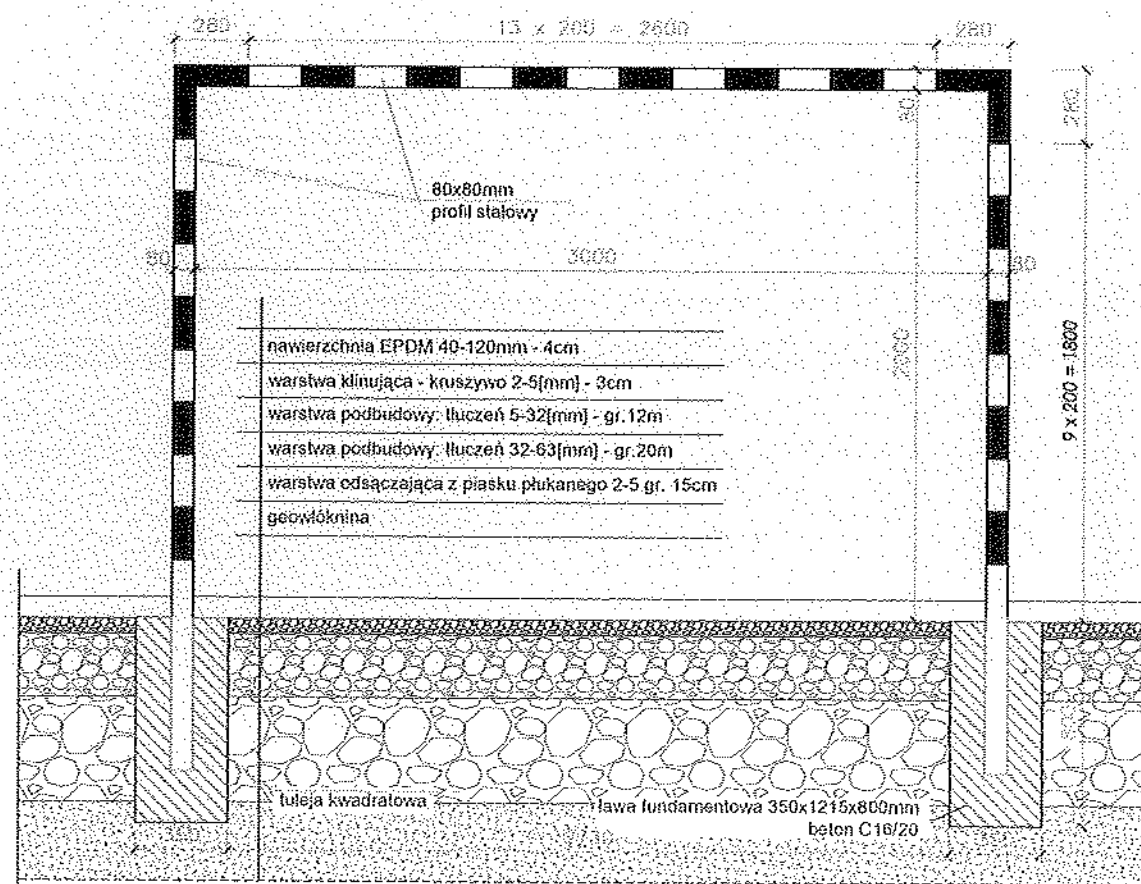 280
13 x 200 = 2600
280
80
280
80x80mm
profil stalowy
80
3000
80
2000
9 x 200 = 1800
nawierzchnia EPDM 40-120mm - 4cm
warstwa klinująca - kruszywo 2-5[mm] - 3cm
warstwa podbudowy: tłuczeń 5-32[mm] - gr.12m
warstwa podbudowy: tłuczeń 32-63[mm] - gr.20m
warstwa odsączająca z piasku płukanego 2-5 gr. 15cm
geowłóknina
tuleja kwadratowa
ława fundamentowa 350x1215x800mm
beton C16/20